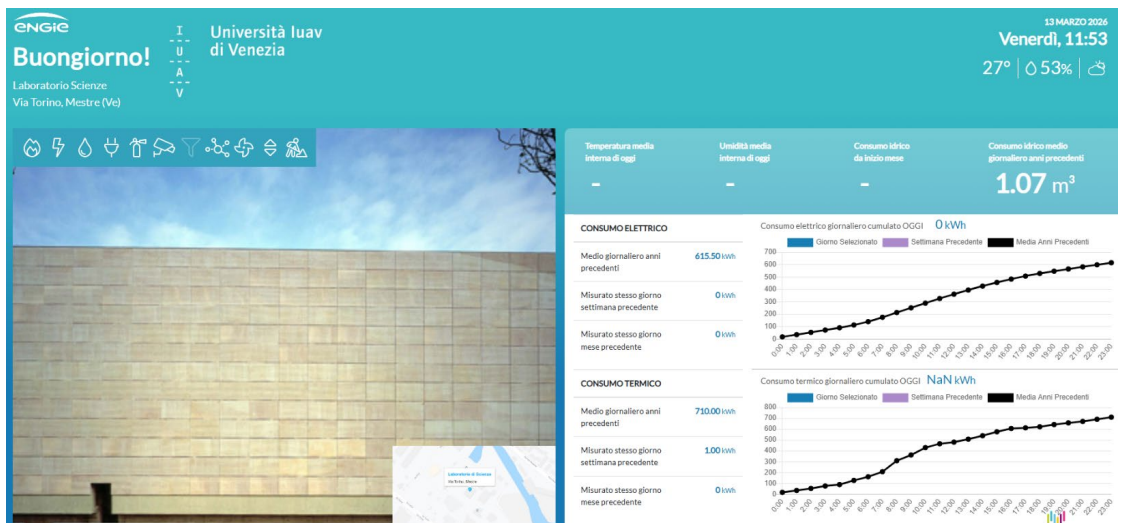 ENGIE
Buongiorno!
Laboratorio Scienze
Via Torino, Mestre (Ve)
I
U
A
V
Università Iuav
di Venezia
13 MARZO 2026
Venerdì, 11:53
27° | 53% |
Temperatura media
interna di oggi
-
Umidità media
interna di oggi
-
Consumo idrico
da inizio mese
-
Consumo idrico medio
giornaliero anni precedenti
1.07 m³
CONSUMO ELETTRICO
Medio giornaliero anni
precedenti
615.50 kWh
Misurato stesso giorno
settimana precedente
0 kWh
Misurato stesso giorno
mese precedente
0 kWh
Consumo elettrico giornaliero cumulato OGGI 0 kWh
Giorno Selezionato Settimana Precedente Media Anni Precedenti
700
600
500
400
300
200
100
0
0:00 1:00 2:00 3:00 4:00 5:00 6:00 7:00 8:00 9:00 10:00 11:00 12:00 13:00 14:00 15:00 16:00 17:00 18:00 19:00 20:00 21:00 22:00 23:00
CONSUMO TERMICO
Medio giornaliero anni
precedenti
710.00 kWh
Misurato stesso giorno
settimana precedente
1.00 kWh
Misurato stesso giorno
mese precedente
0 kWh
Consumo termico giornaliero cumulato OGGI NaN kWh
Giorno Selezionato Settimana Precedente Media Anni Precedenti
800
700
600
500
400
300
200
100
0
0:00 1:00 2:00 3:00 4:00 5:00 6:00 7:00 8:00 9:00 10:00 11:00 12:00 13:00 14:00 15:00 16:00 17:00 18:00 19:00 20:00 21:00 22:00 23:00
Laboratorio di Scienze
Via Torino, Mestre